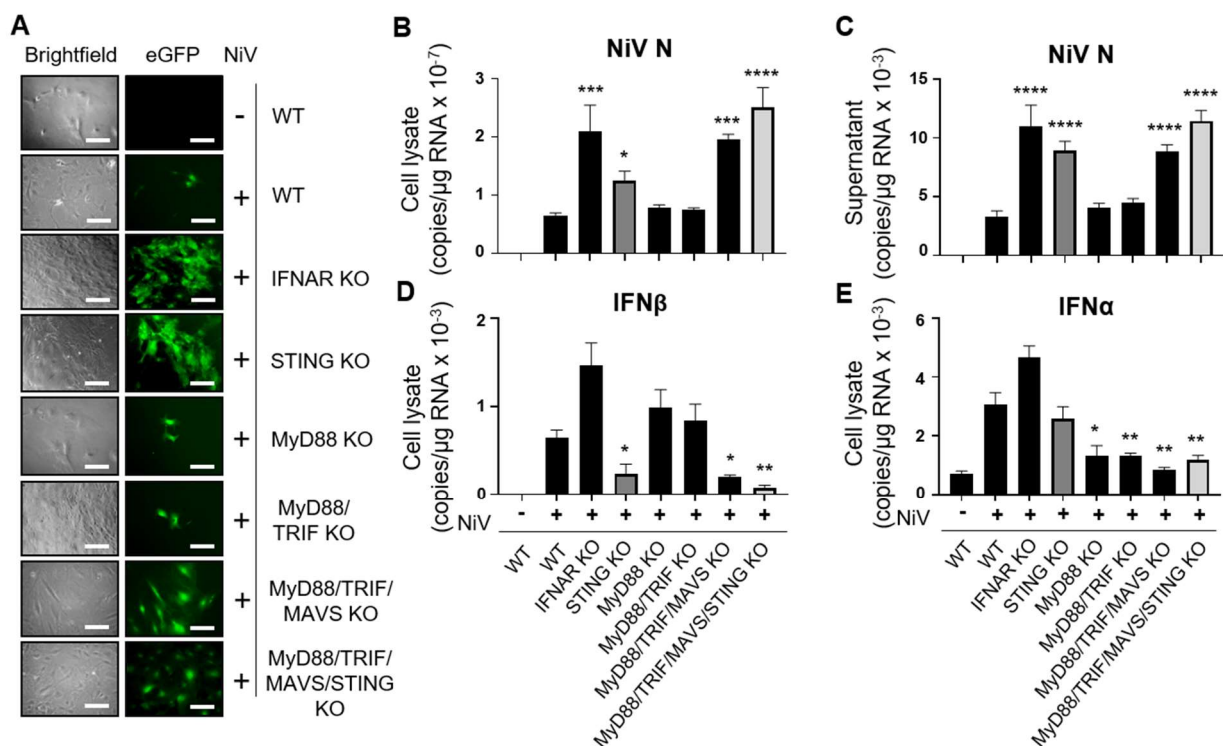 A
Brightfield eGFP NiV
- WT
+ WT
+ IFNAR KO
+ STING KO
+ MyD88 KO
+ MyD88/
TRIF KO
+ MyD88/TRIF/
MAVS KO
+ MyD88/TRIF/
MAVS/STING
KO
B
NiV N
Cell lysate
(copies/µg RNA x 10-7)
3
2
1
0
***
*
***
****
C
NiV N
Supernatant
(copies/µg RNA x 10-3)
15
10
5
0
****
****
****
****
D
IFNβ
Cell lysate
(copies/µg RNA x 10-3)
2
1
0
*
*
**
NiV - + + + + + + +
WT
WT
IFNAR KO
STING KO
MyD88 KO
MyD88/TRIF KO
MyD88/TRIF/MAVS KO
MyD88/TRIF/MAVS/STING KO
E
IFNα
Cell lysate
(copies/µg RNA x 10-3)
6
4
2
0
*
**
**
**
NiV - + + + + + + +
WT
WT
IFNAR KO
STING KO
MyD88 KO
MyD88/TRIF KO
MyD88/TRIF/MAVS KO
MyD88/TRIF/MAVS/STING KO